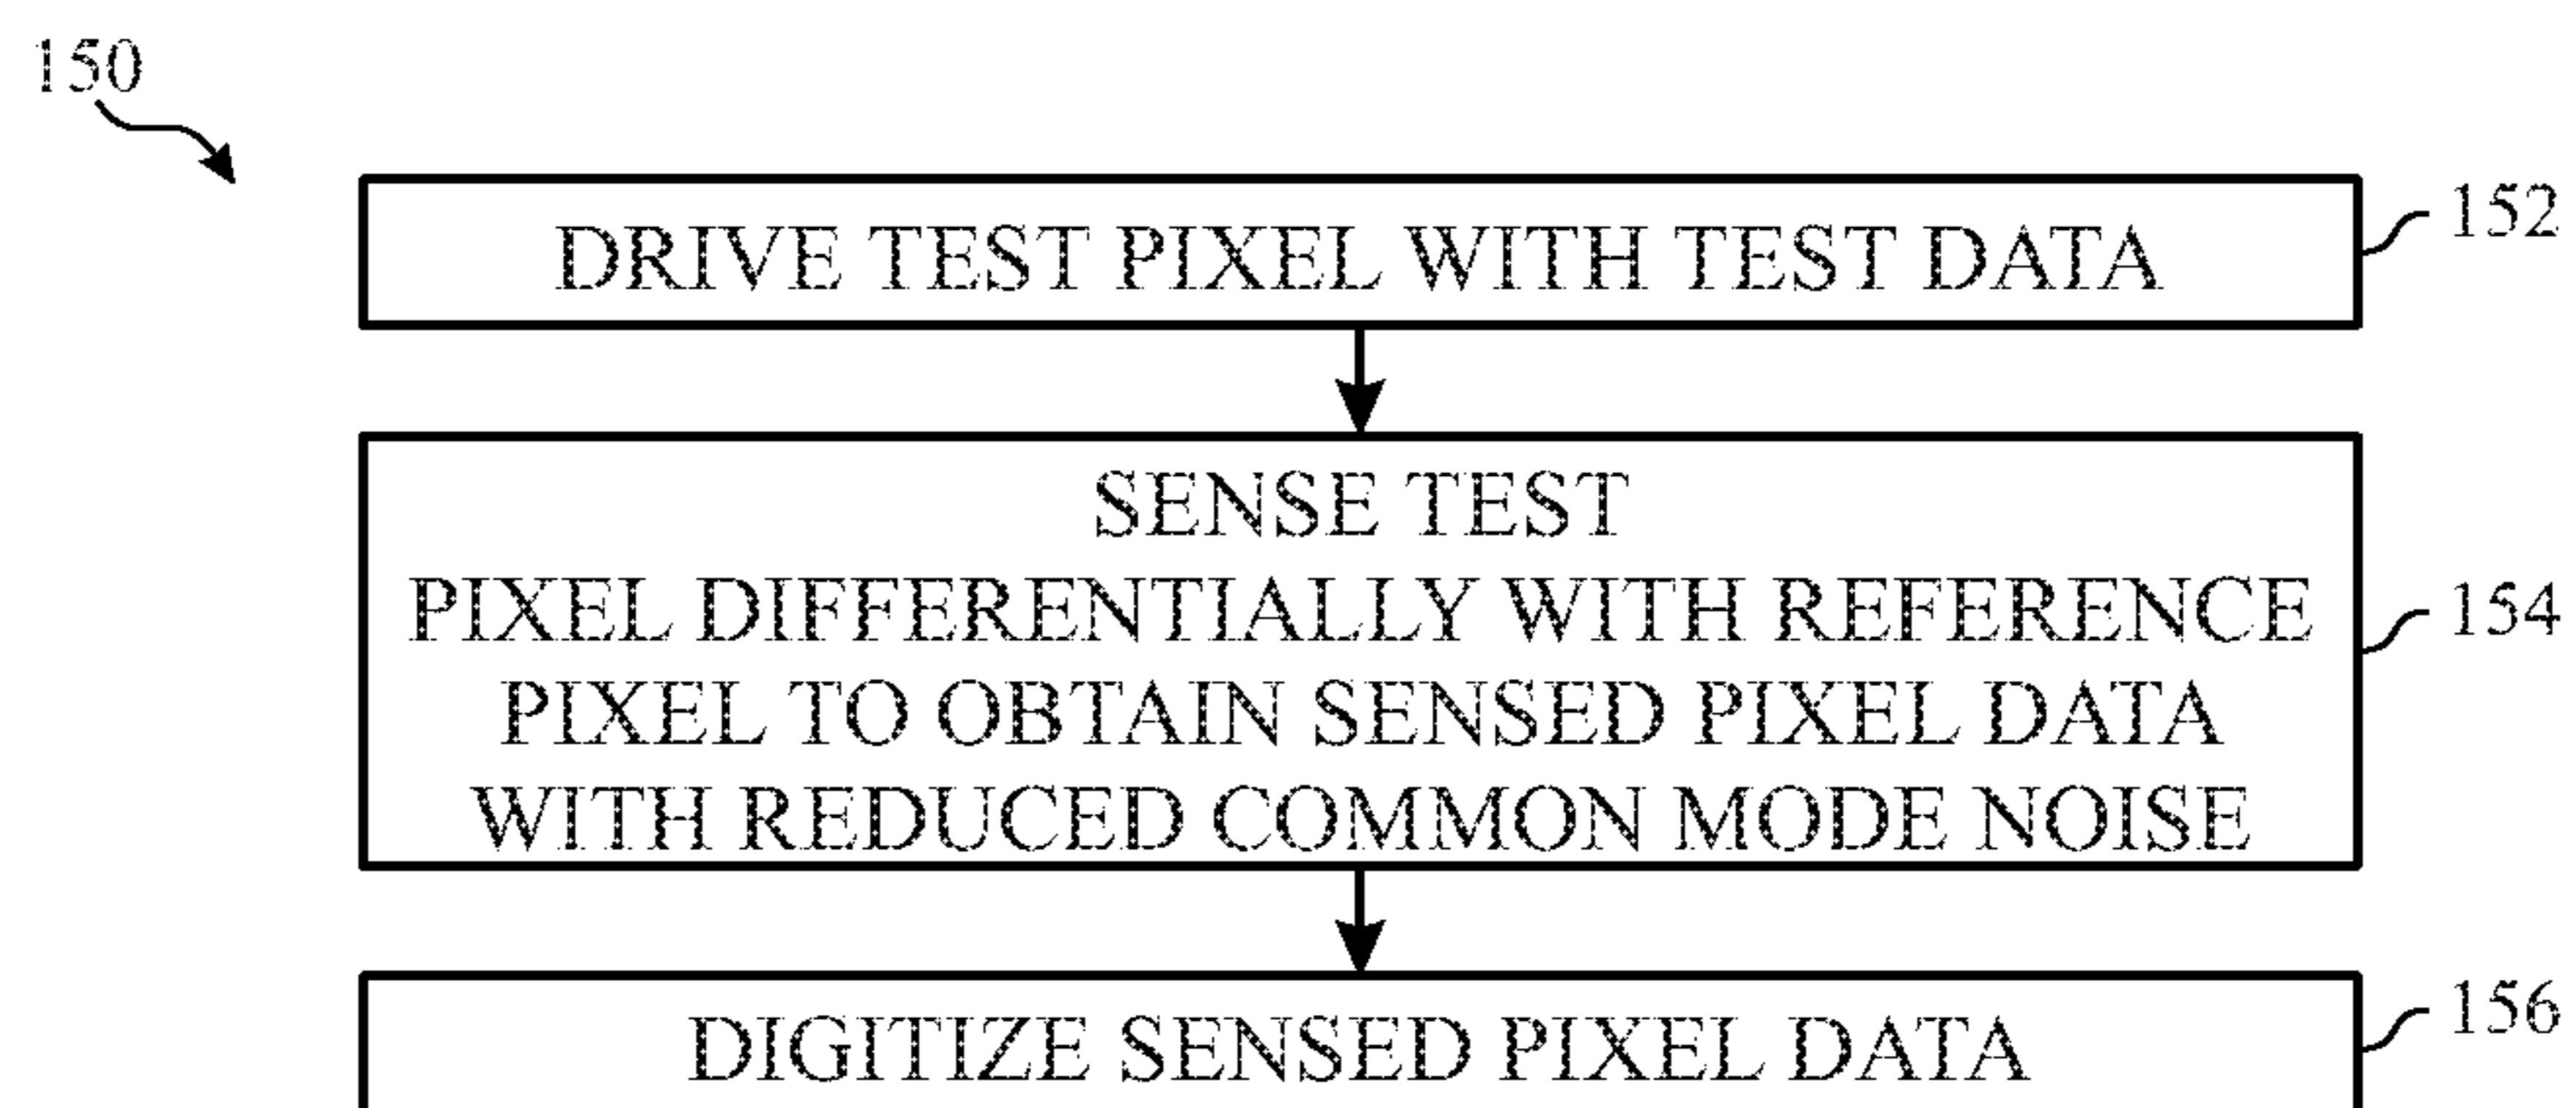 150
DRIVE TEST PIXEL WITH TEST DATA
152
SENSE TEST
PIXEL DIFFERENTIALLY WITH REFERENCE
PIXEL TO OBTAIN SENSED PIXEL DATA
WITH REDUCED COMMON MODE NOISE
154
DIGITIZE SENSED PIXEL DATA
156